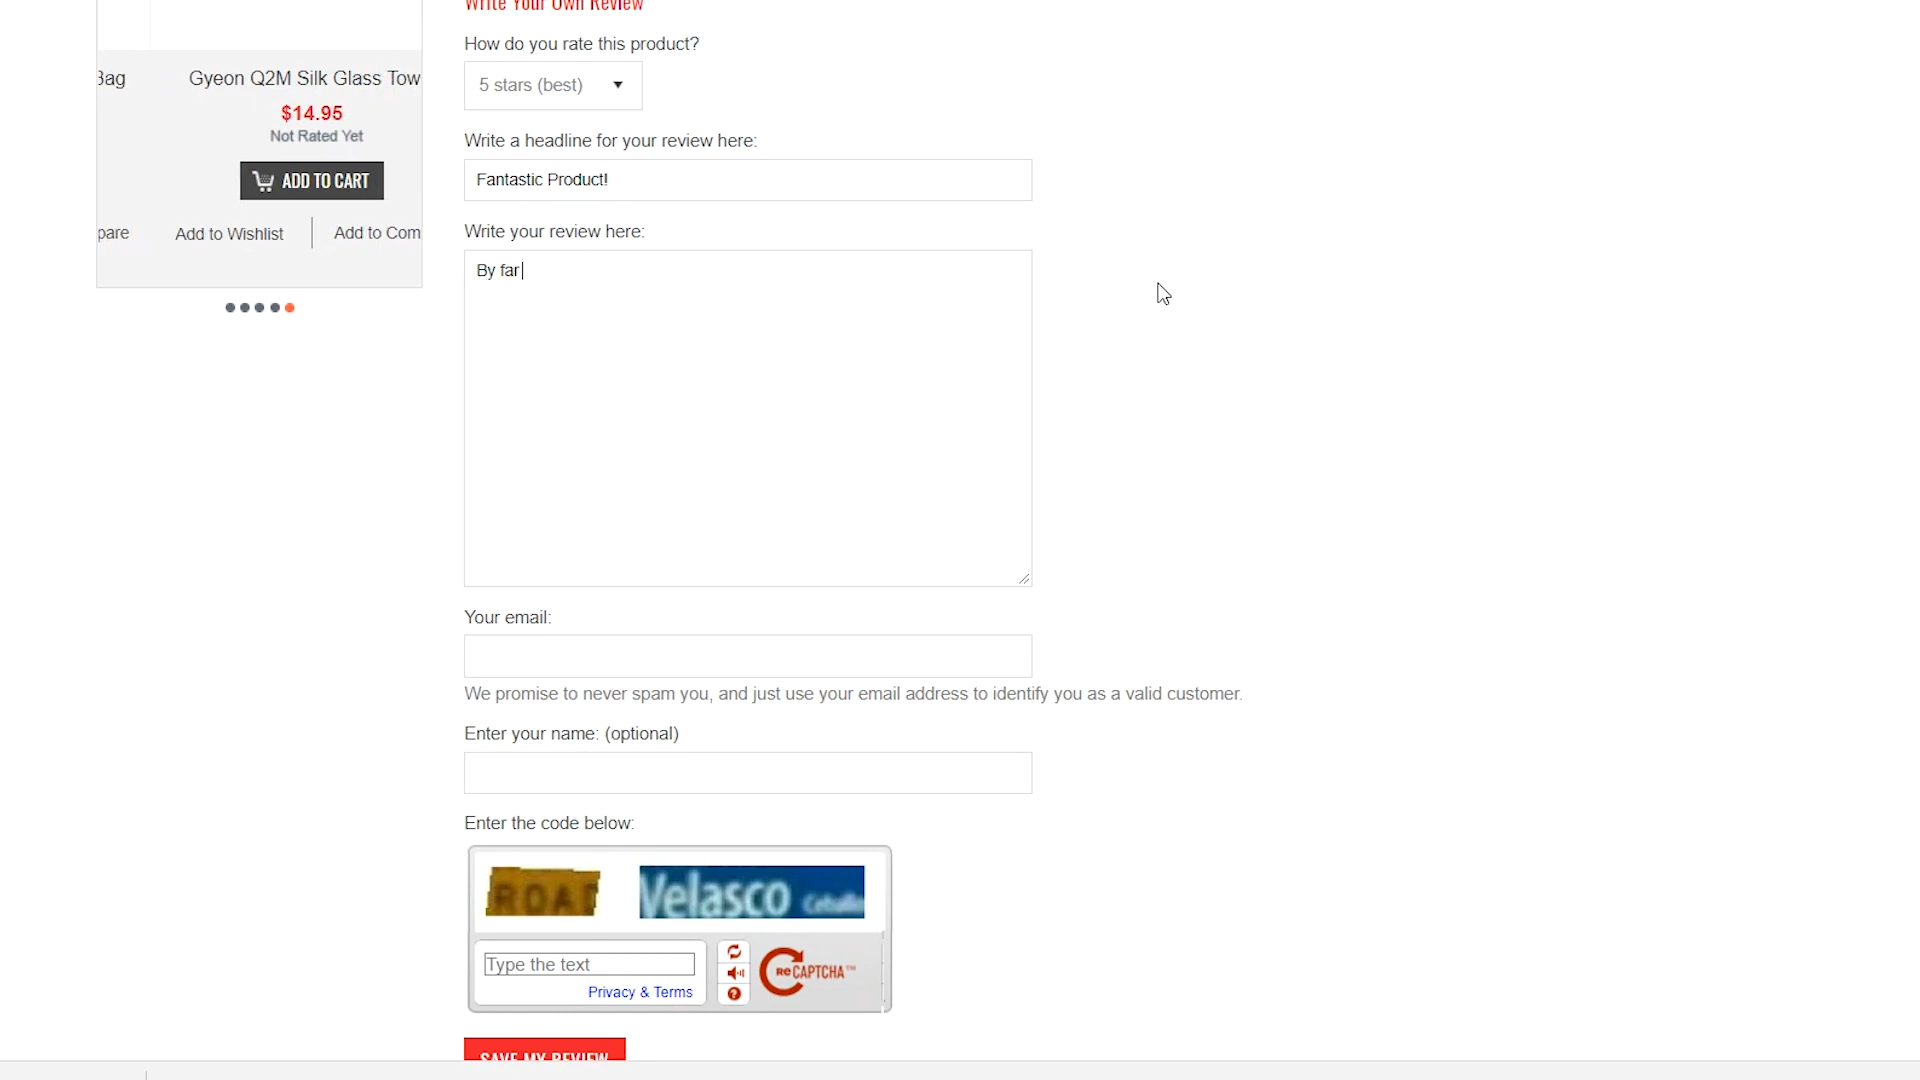 Write Your Own Review
How do you rate this product?
5 stars (best)
Write a headline for your review here:
Fantastic Product!
Write your review here:
By far
Your email:
We promise to never spam you, and just use your email address to identify you as a valid customer.
Enter your name: (optional)
Enter the code below:
Velasco
Type the text
Privacy & Terms
reCAPTCHA™
SAVE MY REVIEW
Bag
Gyeon Q2M Silk Glass Tow
$14.95
Not Rated Yet
ADD TO CART
pare
Add to Wishlist
Add to Com